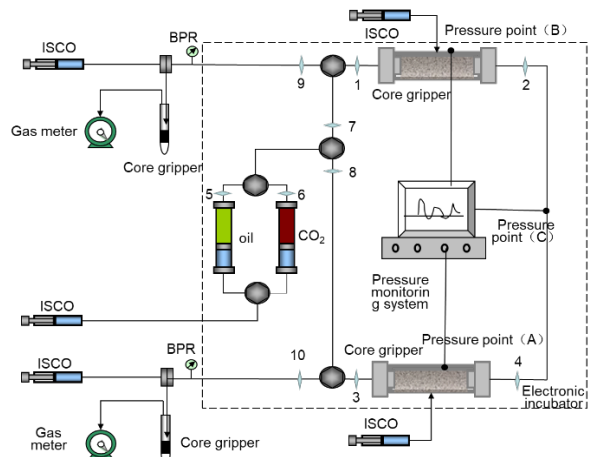 ISCO
Pressure point（B）
BPR
ISCO
ISCO
9
1
2
Core gripper
Gas meter
7
Core gripper
8
5
6
oil
CO₂
Pressure
point（C）
Pressure
monitorin
g system
ISCO
Pressure point（A）
BPR
ISCO
10
Core gripper
4
3
Electronic
incubator
ISCO
Gas
meter
Core gripper